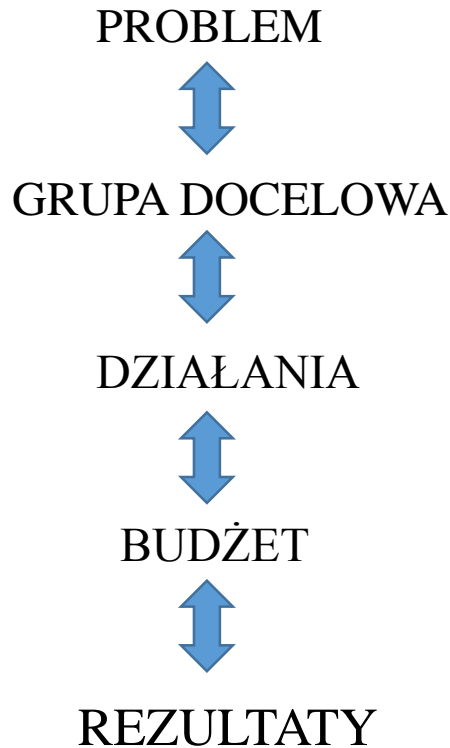 PROBLEM
GRUPA DOCELOWA
DZIAŁANIA
BUDŻET
REZULTATY